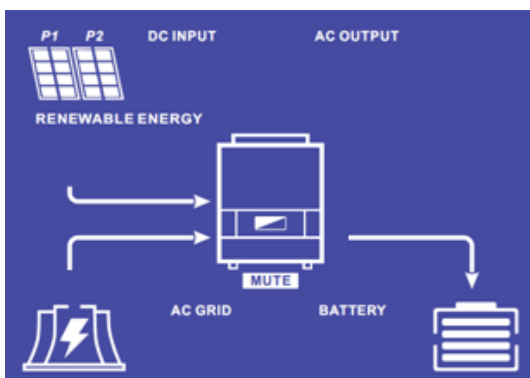 P1 P2 DC INPUT AC OUTPUT
RENEWABLE ENERGY
MUTE
AC GRID BATTERY